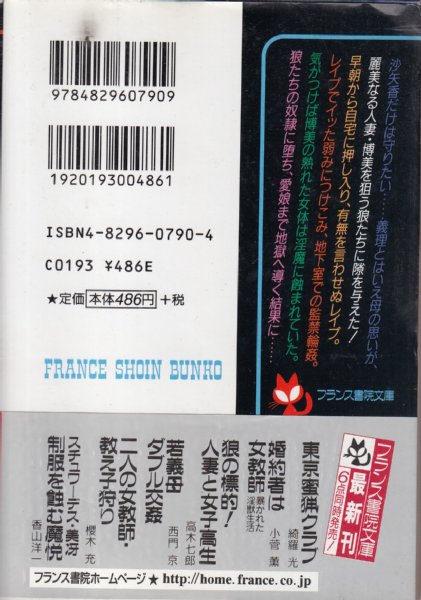 9784829607909
1920193004861
ISBN4-8296-0790-4
C0193 ¥486E
★定価 本体486円 +税
FRANCE SHOIN BUNKO
沙矢香だけは守りたい…義理とはいえ母の思いが、
麗美なる人妻・博美を狙う狼たちに隙を与えた!
早朝から自宅に押し入り、有無を言わせぬレイプ。
レイプでイッた弱みにつけこみ、地下室での監禁輪姦。
気がつけば博美の熟れた女体は淫魔に蝕まれていた。
狼たちの奴隷に堕ち、愛娘まで地獄へ導く結果に…
フランス書院文庫
フランス書院文庫
最新刊
6点同時発売!
東京蜜猟クラブ
綺羅 光
婚約者は
女教師 暴かれた淫獣生活
小菅 薫
狼の標的!
人妻と女子高生
高木七郎
若義母
ダブル交姦
西門 京
二人の女教師・
教え子狩り
櫻木 充
スチュワーデス・美冴
制服を蝕む魔悦
香山洋一
フランス書院ホームページ★http://home.france.co.jp/